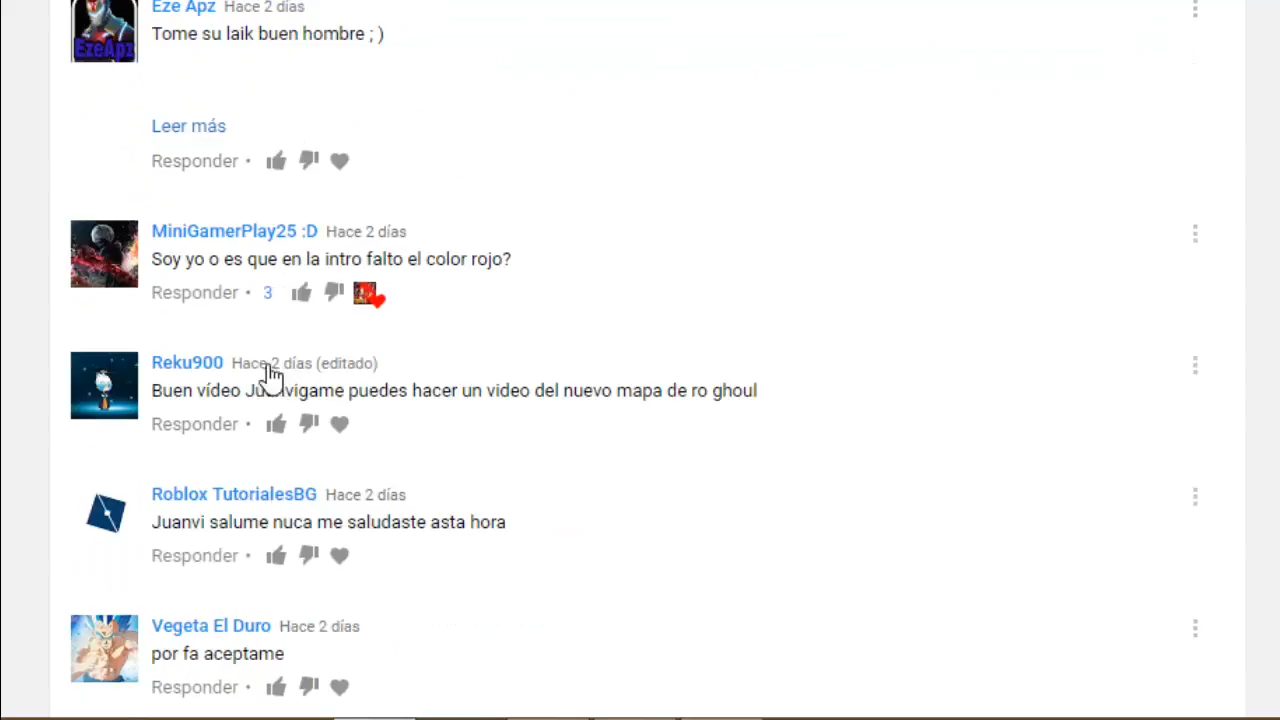 Eze Apz Hace 2 días
Tome su laik buen hombre ; )
EzeApz
Leer más
Responder •
MiniGamerPlay25 :D Hace 2 días
Soy yo o es que en la intro falto el color rojo?
Responder • 3
Reku900 Hace 2 días (editado)
Buen vídeo Juanvigame puedes hacer un video del nuevo mapa de ro ghoul
Responder •
Roblox TutorialesBG Hace 2 días
Juanvi salume nuca me saludaste asta hora
Responder •
Vegeta El Duro Hace 2 días
por fa aceptame
Responder •